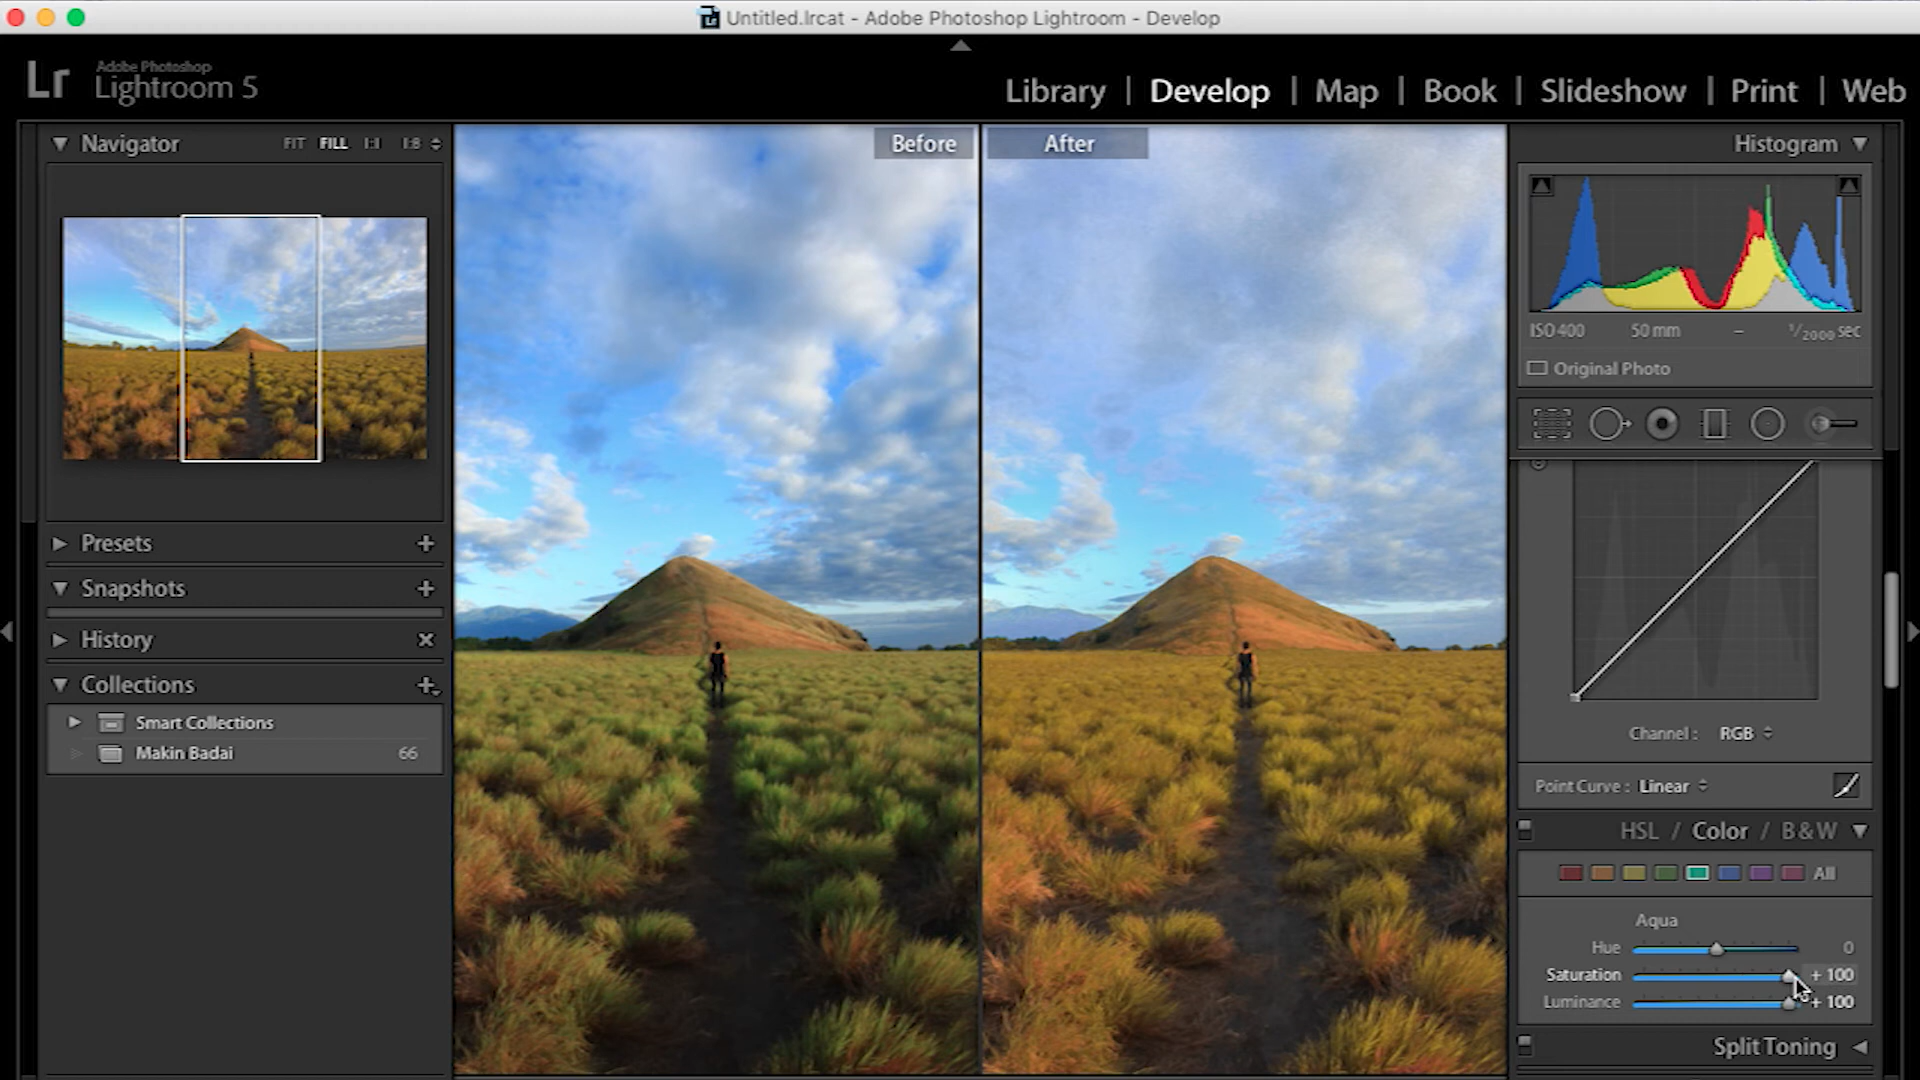 Untitled.lrcat - Adobe Photoshop Lightroom - Develop
Lr
Adobe Photoshop
Lightroom 5
Library | Develop | Map | Book | Slideshow | Print | Web
Navigator FIT FILL 1:1 1:8
Presets +
Snapshots +
History ×
Collections +
Smart Collections
Makin Badai 66
Before
After
Histogram
ISO 400 50 mm – 1/2000 sec
Original Photo
Channel : RGB
Point Curve : Linear
HSL / Color / B & W
All
Aqua
Hue 0
Saturation + 100
Luminance + 100
Split Toning